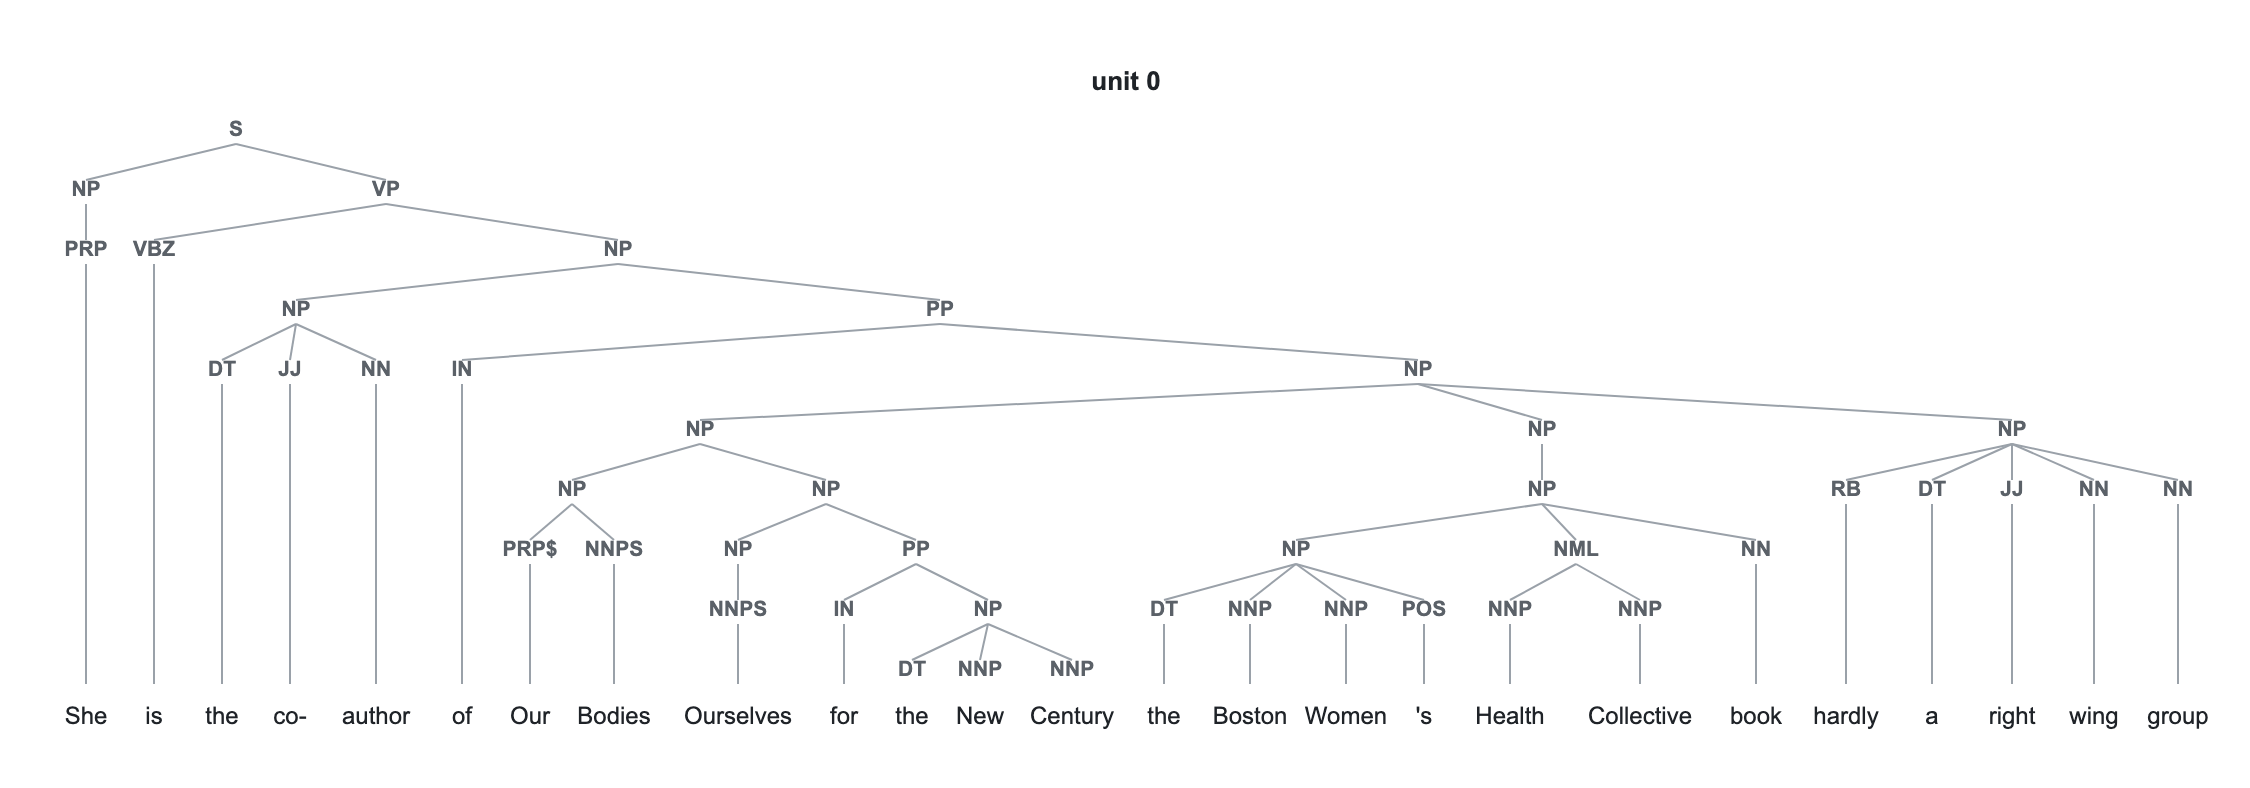 unit 0
S
NP VP
PRP VBZ NP
NP PP
DT JJ NN IN NP
NP NP NP
NP NP NP RB DT JJ NN NN
PRP$ NNPS NP PP NP NML NN
NNPS IN NP DT NNP NNP POS NNP NNP
DT NNP NNP
She is the co- author of Our Bodies Ourselves for the New Century the Boston Women 's Health Collective book hardly a right wing group